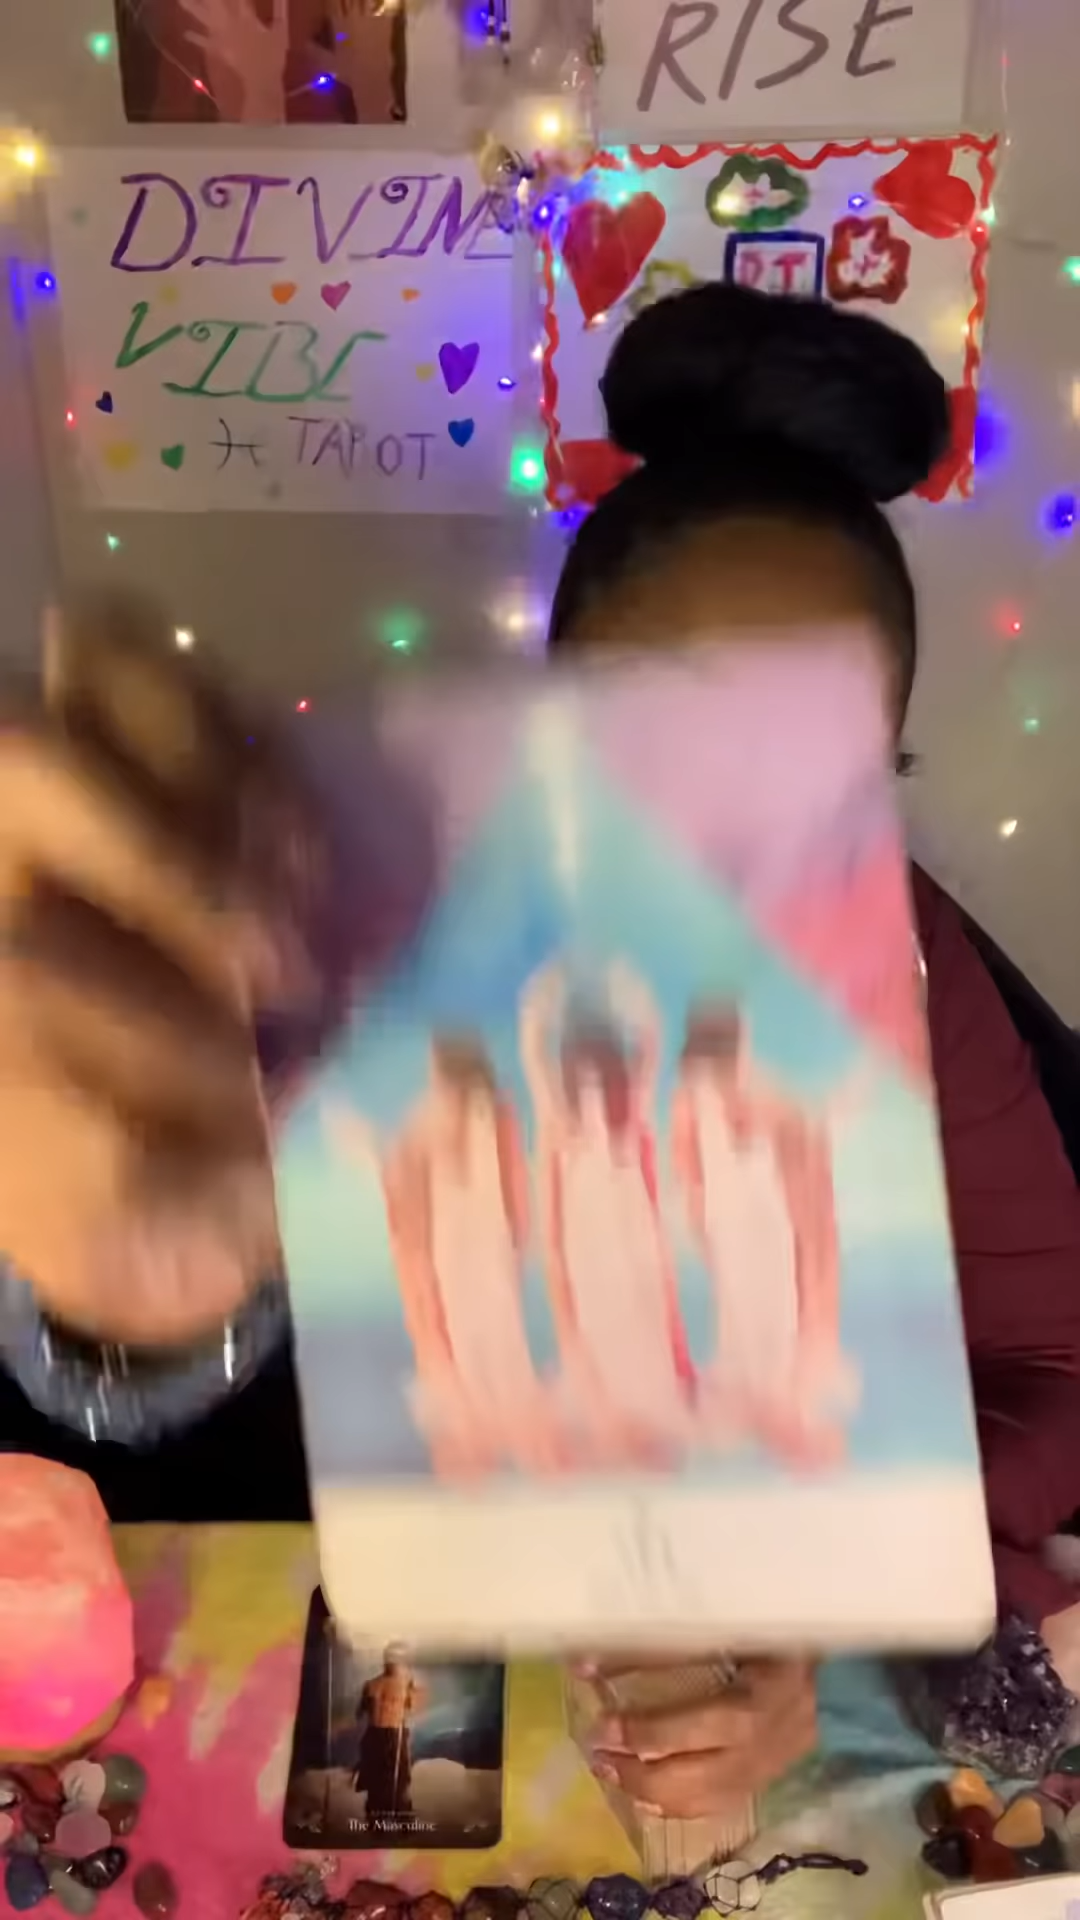 RISE
DIVINE
VIBE
♓ TAROT
The Masculine